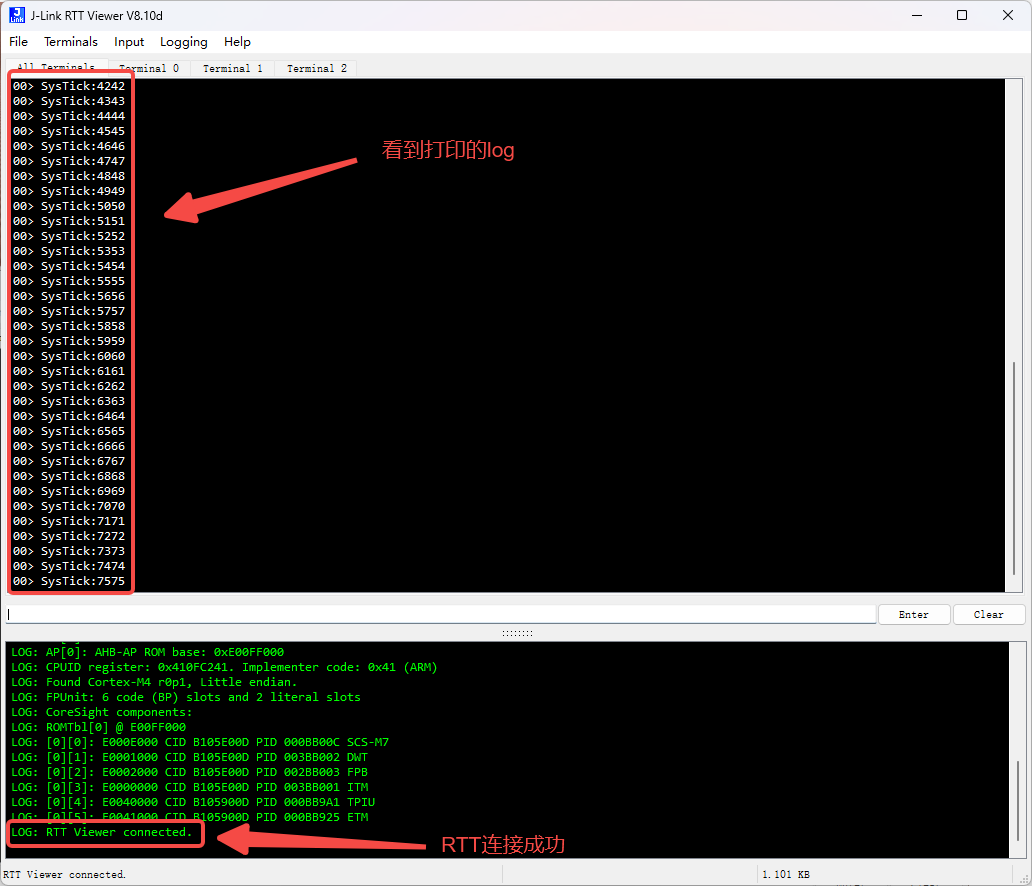 J-Link RTT Viewer V8.10d
File Terminals Input Logging Help
All Terminals Terminal 0 Terminal 1 Terminal 2
00> SysTick:4242
00> SysTick:4343
00> SysTick:4444
00> SysTick:4545
00> SysTick:4646
看到打印的log
00> SysTick:4747
00> SysTick:4848
00> SysTick:4949
00> SysTick:5050
00> SysTick:5151
00> SysTick:5252
00> SysTick:5353
00> SysTick:5454
00> SysTick:5555
00> SysTick:5656
00> SysTick:5757
00> SysTick:5858
00> SysTick:5959
00> SysTick:6060
00> SysTick:6161
00> SysTick:6262
00> SysTick:6363
00> SysTick:6464
00> SysTick:6565
00> SysTick:6666
00> SysTick:6767
00> SysTick:6868
00> SysTick:6969
00> SysTick:7070
00> SysTick:7171
00> SysTick:7272
00> SysTick:7373
00> SysTick:7474
00> SysTick:7575
Enter Clear
LOG: AP[0]: AHB-AP ROM base: 0xE00FF000
LOG: CPUID register: 0x410FC241. Implementer code: 0x41 (ARM)
LOG: Found Cortex-M4 r0p1, Little endian.
LOG: FPUnit: 6 code (BP) slots and 2 literal slots
LOG: CoreSight components:
LOG: ROMTbl[0] @ E00FF000
LOG: [0][0]: E000E000 CID B105E00D PID 000BB00C SCS-M7
LOG: [0][1]: E0001000 CID B105E00D PID 003BB002 DWT
LOG: [0][2]: E0002000 CID B105E00D PID 002BB003 FPB
LOG: [0][3]: E0000000 CID B105E00D PID 003BB001 ITM
LOG: [0][4]: E0040000 CID B105900D PID 000BB9A1 TPIU
LOG: [0][5]: E0041000 CID B105900D PID 000BB925 ETM
LOG: RTT Viewer connected.
RTT连接成功
RTT Viewer connected.
1.101 KB